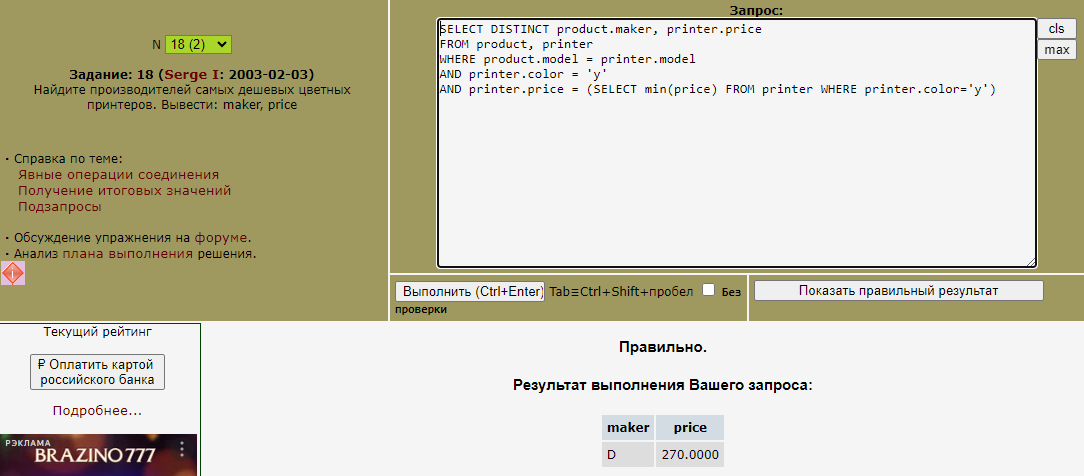 N 18 (2)
Задание: 18 (Serge I: 2003-02-03)
Найдите производителей самых дешевых цветных
принтеров. Вывести: maker, price
· Справка по теме:
Явные операции соединения
Получение итоговых значений
Подзапросы
· Обсуждение упражнения на форуме.
· Анализ плана выполнения решения.
Запрос:
SELECT DISTINCT product.maker, printer.price
FROM product, printer
WHERE product.model = printer.model
AND printer.color = 'y'
AND printer.price = (SELECT min(price) FROM printer WHERE printer.color='y')
cls
max
Выполнить (Ctrl+Enter) Tab≡Ctrl+Shift+пробел Без
проверки
Показать правильный результат
Текущий рейтинг
₽ Оплатить картой
российского банка
Подробнее...
РЭКЛАМА
BRAZINO777
Правильно.
Результат выполнения Вашего запроса:
maker price
D 270.0000